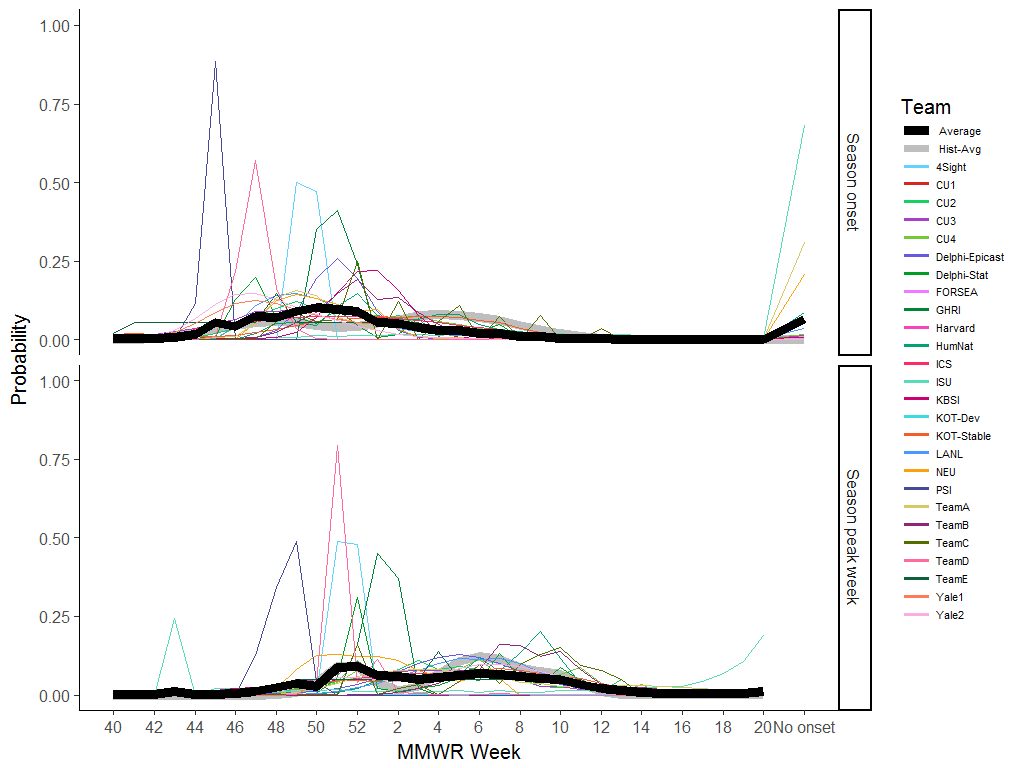 1.00
0.75
0.50
0.25
0.00
Season onset
1.00
0.75
0.50
0.25
0.00
Season peak week
Probability
40 42 44 46 48 50 52 2 4 6 8 10 12 14 16 18 20 No onset
MMWR Week
Team
Average
Hist-Avg
4Sight
CU1
CU2
CU3
CU4
Delphi-Epicast
Delphi-Stat
FORSEA
GHRI
Harvard
HumNat
ICS
ISU
KBSI
KOT-Dev
KOT-Stable
LANL
NEU
PSI
TeamA
TeamB
TeamC
TeamD
TeamE
Yale1
Yale2